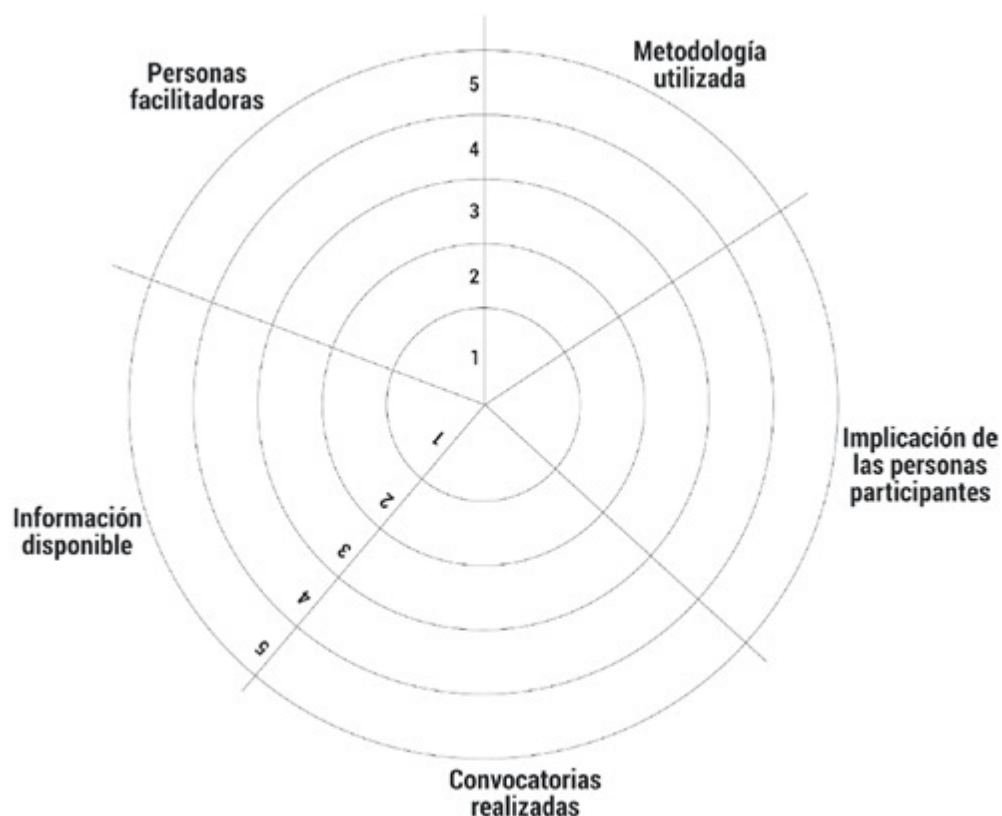 Personas
facilitadoras
Metodología
utilizada
5
4
3
2
1
Implicación de
las personas
participantes
1
2
3
4
5
Información
disponible
Convocatorias
realizadas